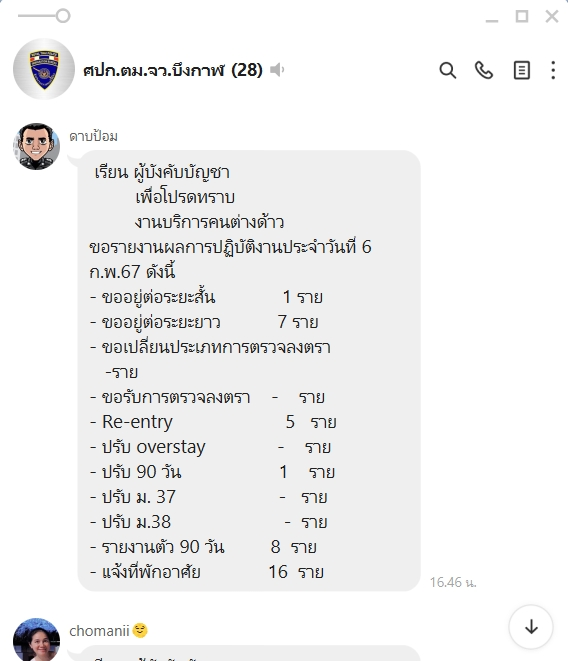 ศปก.ตม.จว.บึงกาฬ (28)
ดาบป้อม
เรียน ผู้บังคับบัญชา
เพื่อโปรดทราบ
งานบริการคนต่างด้าว
ขอรายงานผลการปฏิบัติงานประจำวันที่ 6
ก.พ.67 ดังนี้
- ขออยู่ต่อระยะสั้น 1 ราย
- ขออยู่ต่อระยะยาว 7 ราย
- ขอเปลี่ยนประเภทการตรวจลงตรา
-ราย
- ขอรับการตรวจลงตรา - ราย
- Re-entry 5 ราย
- ปรับ overstay - ราย
- ปรับ 90 วัน 1 ราย
- ปรับ ม. 37 - ราย
- ปรับ ม.38 - ราย
- รายงานตัว 90 วัน 8 ราย
- แจ้งที่พักอาศัย 16 ราย
16.46 น.
chomanii😌